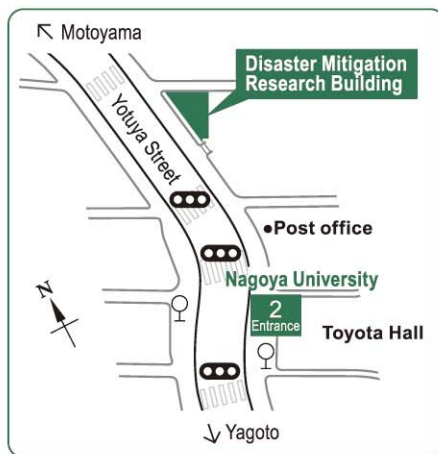 Motoyama
Disaster Mitigation
Research Building
Yotuya Street
Post office
Nagoya University
2
Entrance
Toyota Hall
N
Yagoto